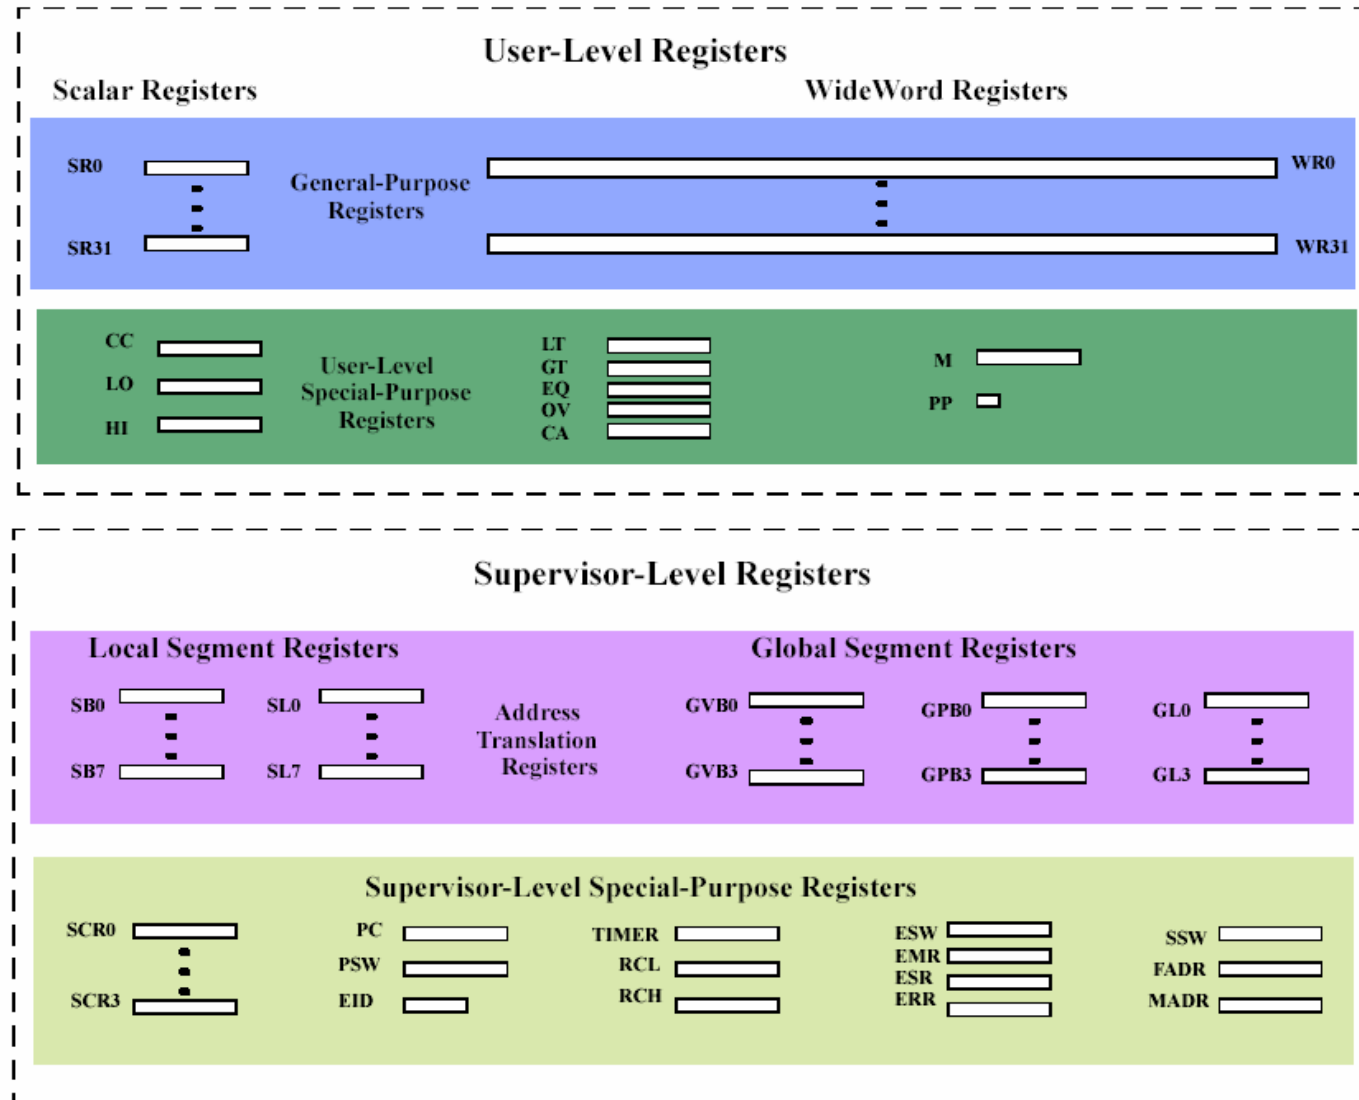 User-Level Registers
Scalar Registers
WideWord Registers
SR0
General-Purpose
Registers
WR0
SR31
WR31
CC
LO
HI
User-Level
Special-Purpose
Registers
LT
GT
EQ
OV
CA
M
PP
Supervisor-Level Registers
Local Segment Registers
Global Segment Registers
SB0
SL0
SB7
SL7
Address
Translation
Registers
GVB0
GPB0
GL0
GVB3
GPB3
GL3
Supervisor-Level Special-Purpose Registers
SCR0
SCR3
PC
PSW
EID
TIMER
RCL
RCH
ESW
EMR
ESR
ERR
SSW
FADR
MADR